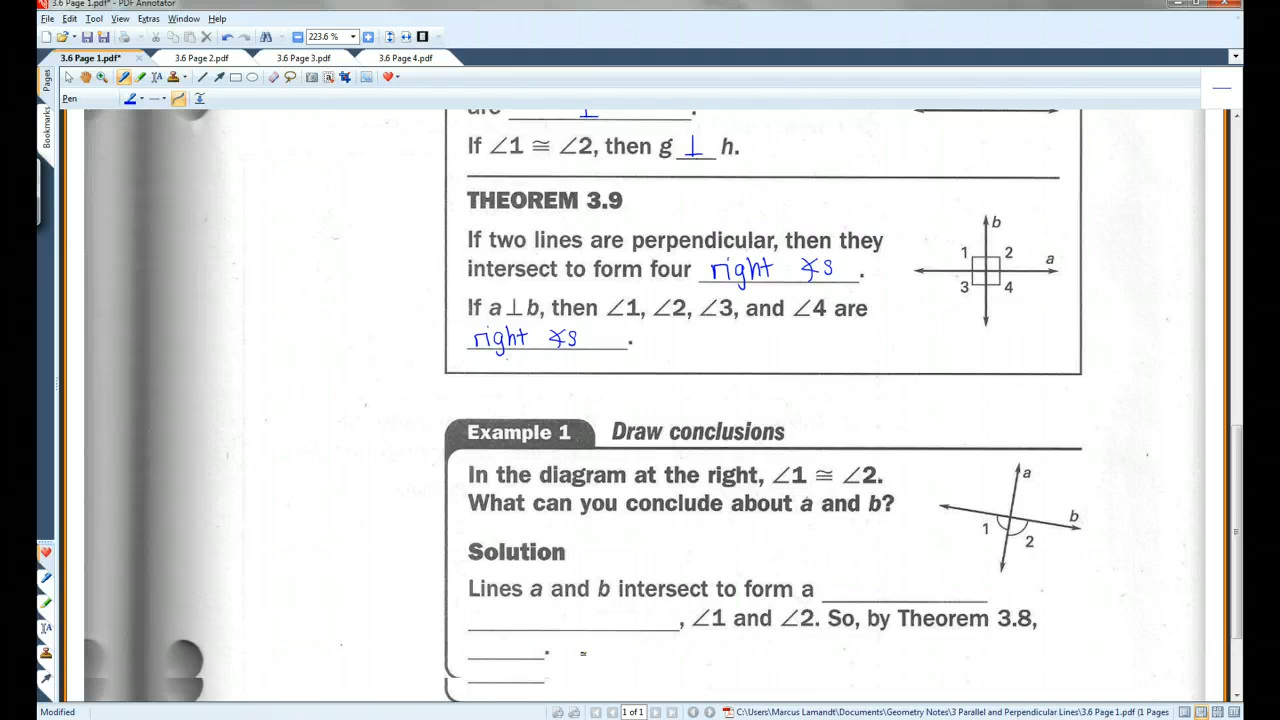 3.6 Page 1.pdf* - PDF Annotator
File Edit Tool View Extras Window Help
223.6 %
3.6 Page 1.pdf* 3.6 Page 2.pdf 3.6 Page 3.pdf 3.6 Page 4.pdf
Pen
Pages
Bookmarks
are ⊥.
If ∠1 ≅ ∠2, then g ⊥ h.
THEOREM 3.9
If two lines are perpendicular, then they
intersect to form four right ∡s.
If a ⊥ b, then ∠1, ∠2, ∠3, and ∠4 are
right ∡s.
b
1 2 a
3 4
Example 1 Draw conclusions
In the diagram at the right, ∠1 ≅ ∠2.
What can you conclude about a and b?
a
b
1 2
Solution
Lines a and b intersect to form a ____
____, ∠1 and ∠2. So, by Theorem 3.8,
____.
Modified
1 of 1
C:\Users\Marcus Lamandt\Documents\Geometry Notes\3 Parallel and Perpendicular Lines\3.6 Page 1.pdf (1 Pages